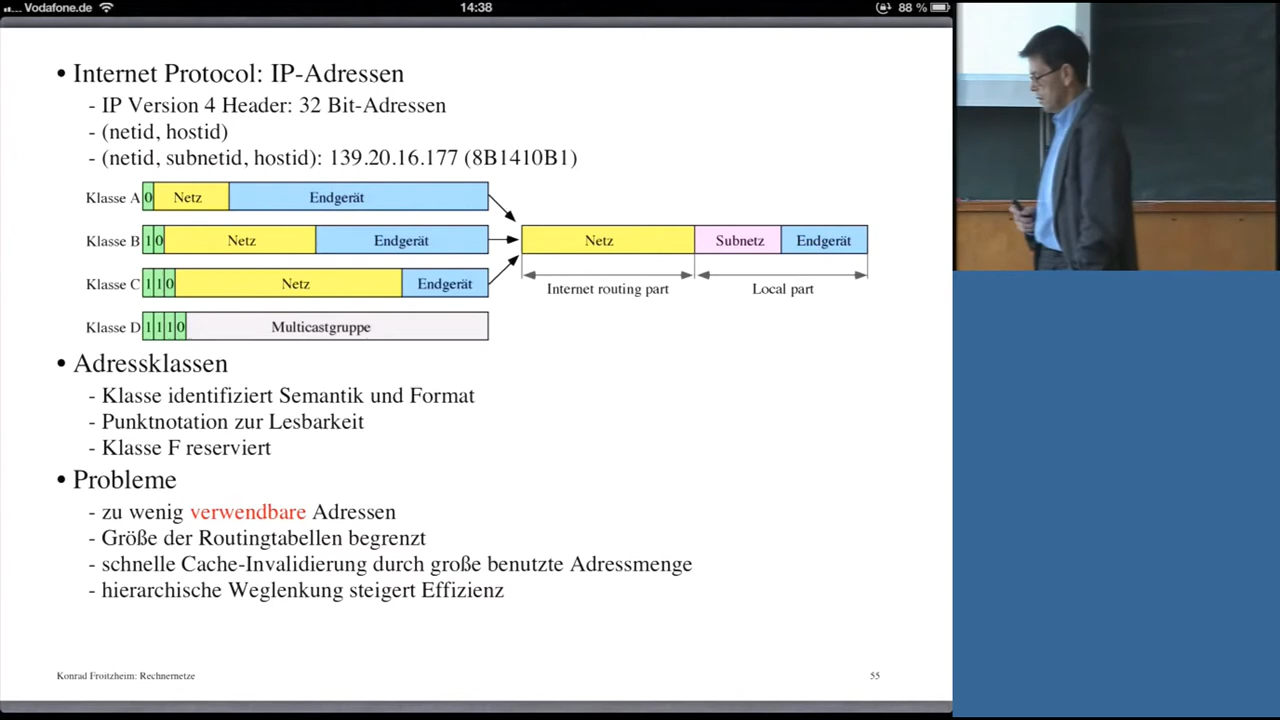 Vodafone.de 14:38 88 %
• Internet Protocol: IP-Adressen
- IP Version 4 Header: 32 Bit-Adressen
- (netid, hostid)
- (netid, subnetid, hostid): 139.20.16.177 (8B1410B1)
Klasse A 0 Netz Endgerät
Klasse B 1 0 Netz Endgerät Netz Subnetz Endgerät
Klasse C 1 1 0 Netz Endgerät Internet routing part Local part
Klasse D 1 1 1 0 Multicastgruppe
• Adressklassen
- Klasse identifiziert Semantik und Format
- Punktnotation zur Lesbarkeit
- Klasse F reserviert
• Probleme
- zu wenig verwendbare Adressen
- Größe der Routingtabellen begrenzt
- schnelle Cache-Invalidierung durch große benutzte Adressmenge
- hierarchische Weglenkung steigert Effizienz
Konrad Froitzheim: Rechnernetze 55